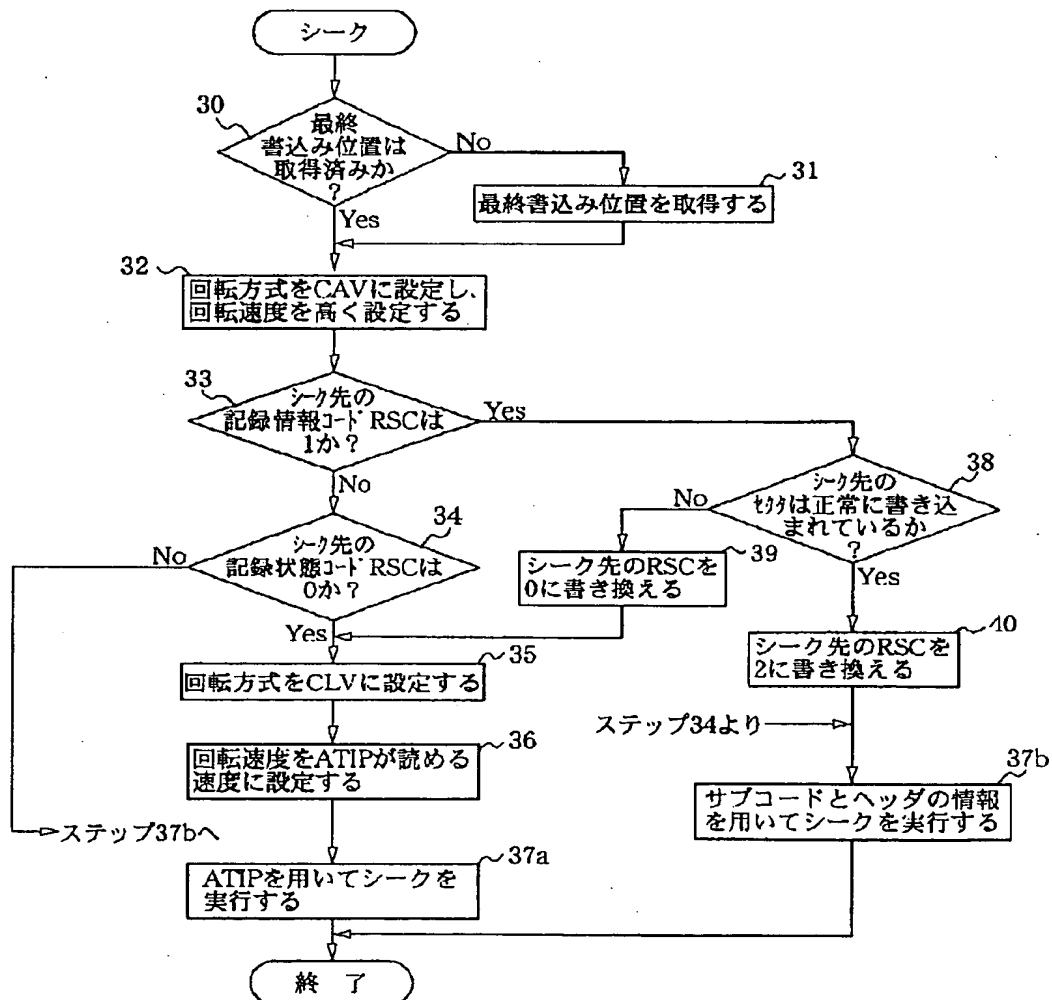 シーク
30
最終
書込み位置は
取得済みか
?
No
Yes
31
最終書込み位置を取得する
32
回転方式をCAVに設定し、
回転速度を高く設定する
33
シーク先の
記録情報コードRSCは
1か?
Yes
No
38
シーク先の
セクタは正常に書き込
まれているか
?
No
Yes
34
シーク先の
記録状態コードRSCは
0か?
No
Yes
39
シーク先のRSCを
0に書き換える
40
シーク先のRSCを
2に書き換える
35
回転方式をCLVに設定する
ステップ34より
36
回転速度をATIPが読める
速度に設定する
37b
サブコードとヘッダの情報
を用いてシークを実行する
ステップ37bへ
37a
ATIPを用いてシークを
実行する
終了